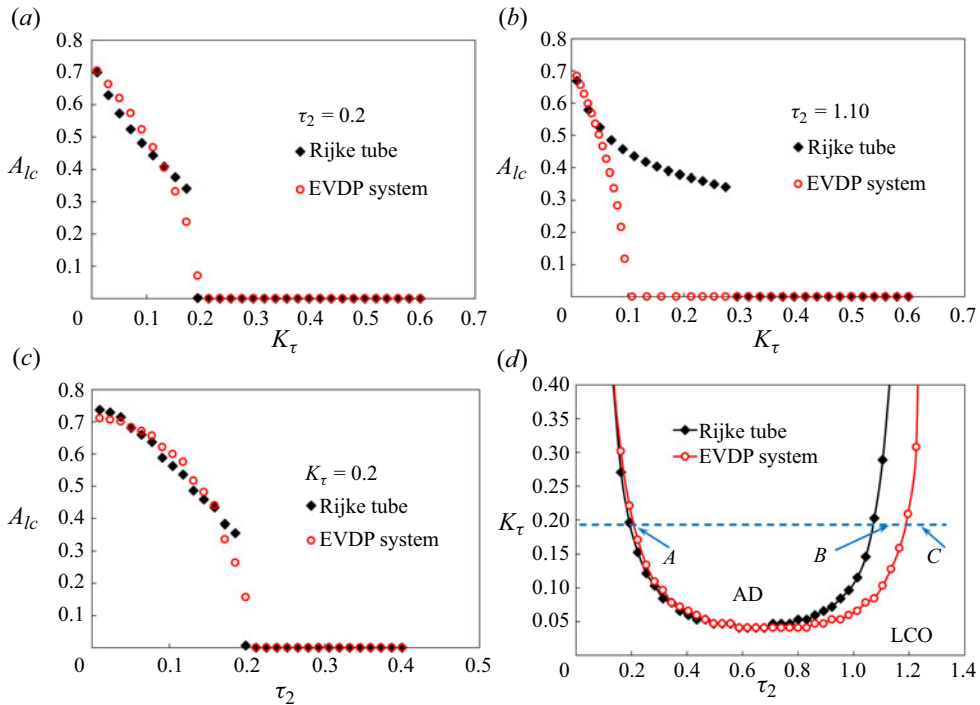 (a)
0.8
0.7
0.6
0.5
A_lc 0.4
0.3
0.2
0.1
0 0.1 0.2 0.3 0.4 0.5 0.6 0.7
K_τ
τ₂ = 0.2
Rijke tube
EVDP system
(b)
0.8
0.7
0.6
0.5
A_lc 0.4
0.3
0.2
0.1
0 0.1 0.2 0.3 0.4 0.5 0.6 0.7
K_τ
τ₂ = 1.10
Rijke tube
EVDP system
(c)
0.8
0.7
0.6
0.5
A_lc 0.4
0.3
0.2
0.1
0 0.1 0.2 0.3 0.4 0.5
τ₂
K_τ = 0.2
Rijke tube
EVDP system
(d)
0.40
0.35
0.30
0.25
K_τ 0.20
0.15
0.10
0.05
0 0.2 0.4 0.6 0.8 1.0 1.2 1.4
τ₂
Rijke tube
EVDP system
A B C
AD
LCO